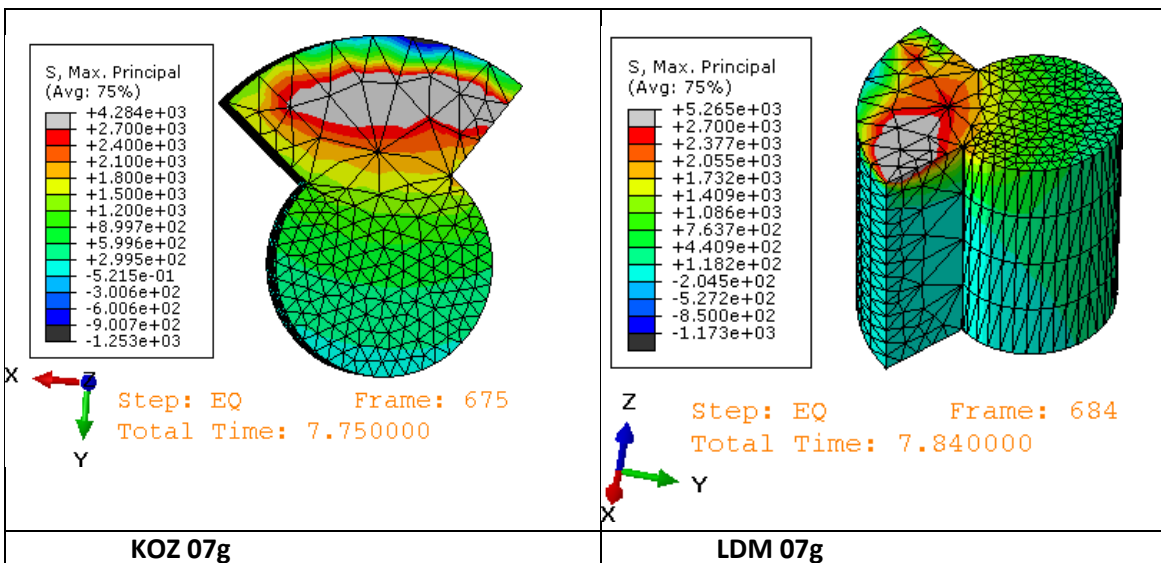 S, Max. Principal
(Avg: 75%)
+4.284e+03
+2.700e+03
+2.400e+03
+2.100e+03
+1.800e+03
+1.500e+03
+1.200e+03
+8.997e+02
+5.996e+02
+2.995e+02
-5.215e-01
-3.006e+02
-6.006e+02
-9.007e+02
-1.253e+03
X
Z
Y
Step: EQ Frame: 675
Total Time: 7.750000
S, Max. Principal
(Avg: 75%)
+5.265e+03
+2.700e+03
+2.377e+03
+2.055e+03
+1.732e+03
+1.409e+03
+1.086e+03
+7.637e+02
+4.409e+02
+1.182e+02
-2.045e+02
-5.272e+02
-8.500e+02
-1.173e+03
Z
Y
X
Step: EQ Frame: 684
Total Time: 7.840000
KOZ 07g
LDM 07g